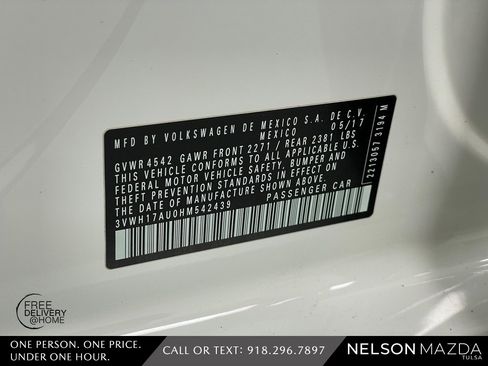 MFD BY VOLKSWAGEN DE MEXICO S.A. DE C.V.
MEXICO 05/17
GVWR 4542 GAWR FRONT 2271 / REAR 2381 LBS
THIS VEHICLE CONFORMS TO ALL APPLICABLE U.S.
FEDERAL MOTOR VEHICLE SAFETY, BUMPER AND
THEFT PREVENTION STANDARDS IN EFFECT ON THE
DATE OF MANUFACTURE SHOWN ABOVE.
3VWH17AU0HM542439 PASSENGER CAR
2213057 3194 M
FREE
DELIVERY
@HOME
ONE PERSON. ONE PRICE.
UNDER ONE HOUR.
CALL OR TEXT: 918.296.7897
NELSON MAZDA
TULSA